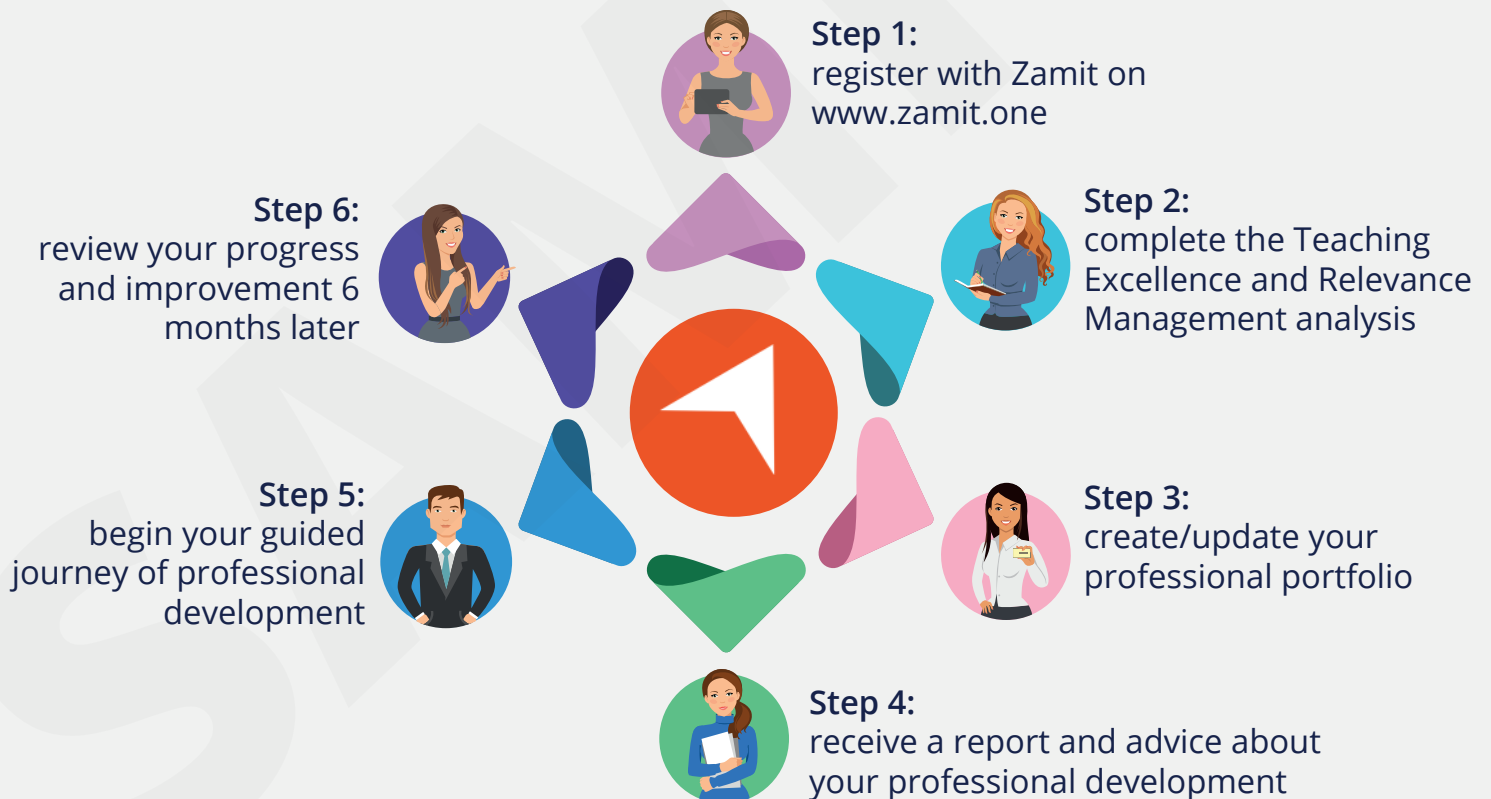 Step 1:
register with Zamit on
www.zamit.one
Step 2:
complete the Teaching
Excellence and Relevance
Management analysis
Step 3:
create/update your
professional portfolio
Step 4:
receive a report and advice about
your professional development
Step 5:
begin your guided
journey of professional
development
Step 6:
review your progress
and improvement 6
months later